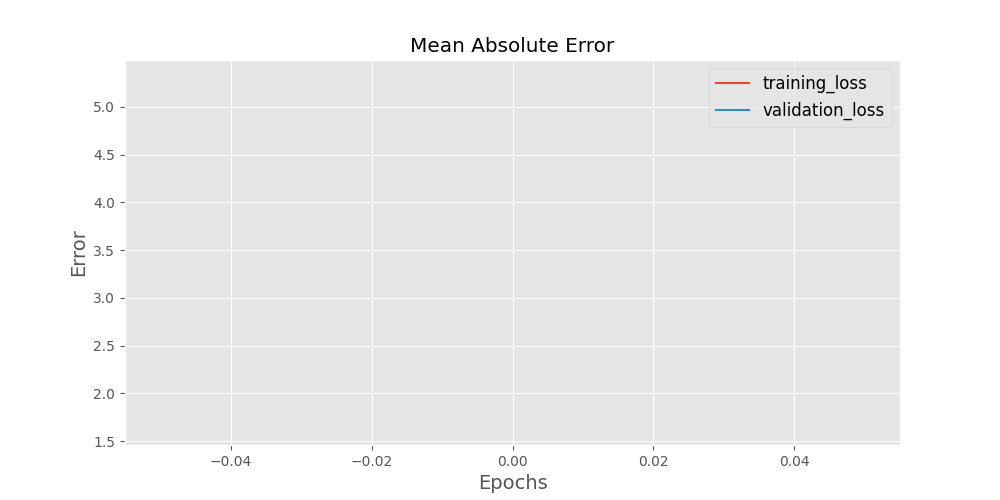 Mean Absolute Error
training_loss
validation_loss
5.0
4.5
4.0
3.5
3.0
2.5
2.0
1.5
Error
−0.04 −0.02 0.00 0.02 0.04
Epochs